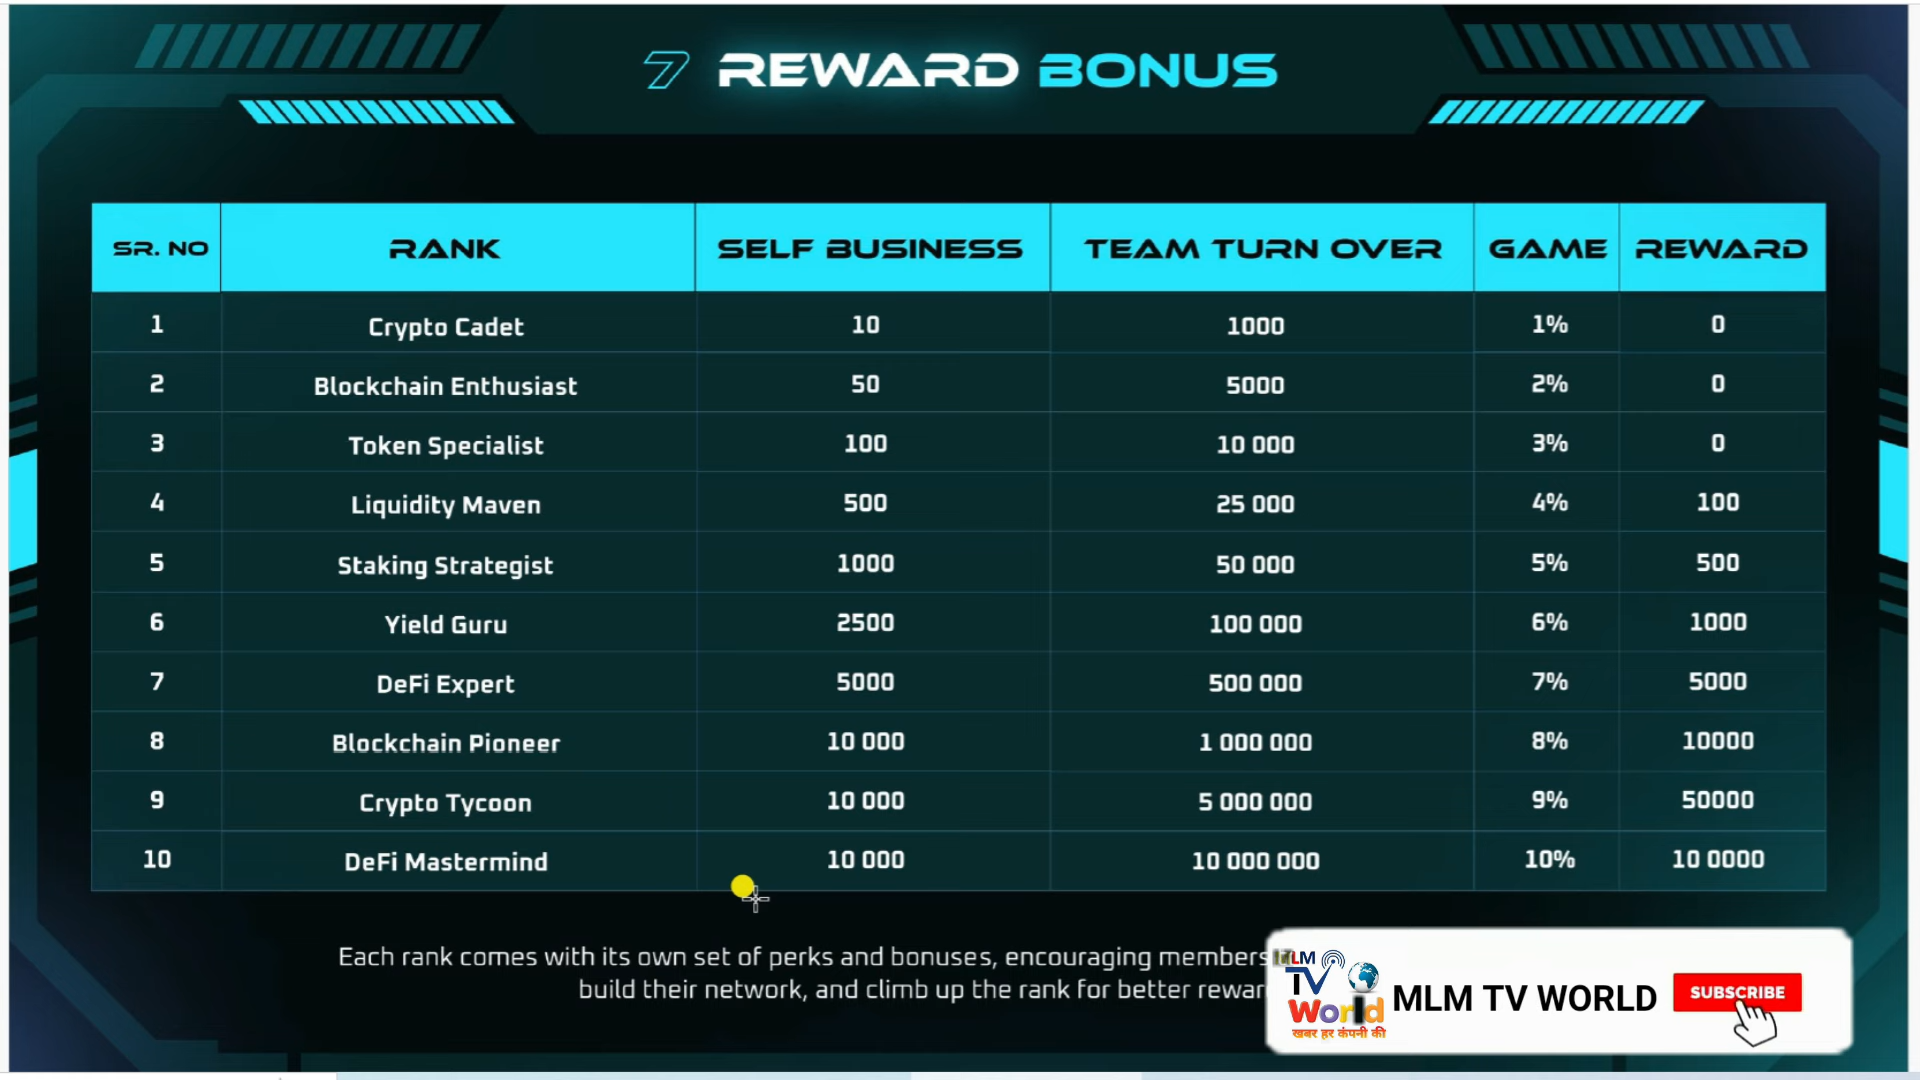 7 REWARD BONUS
SR. NO RANK SELF BUSINESS TEAM TURN OVER GAME REWARD
1 Crypto Cadet 10 1000 1% 0
2 Blockchain Enthusiast 50 5000 2% 0
3 Token Specialist 100 10 000 3% 0
4 Liquidity Maven 500 25 000 4% 100
5 Staking Strategist 1000 50 000 5% 500
6 Yield Guru 2500 100 000 6% 1000
7 DeFi Expert 5000 500 000 7% 5000
8 Blockchain Pioneer 10 000 1 000 000 8% 10000
9 Crypto Tycoon 10 000 5 000 000 9% 50000
10 DeFi Mastermind 10 000 10 000 000 10% 10 0000
Each rank comes with its own set of perks and bonuses, encouraging members
build their network, and climb up the rank for better
MLM
TV
World
खबर हर कंपनी की
MLM TV WORLD
SUBSCRIBE